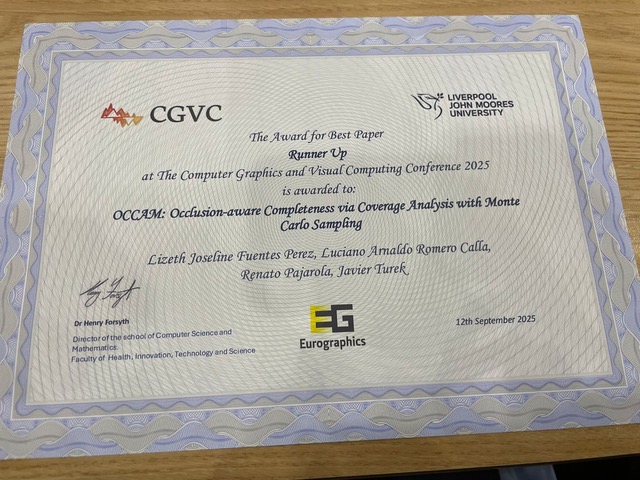 CGVC
LIVERPOOL
JOHN MOORES
UNIVERSITY
The Award for Best Paper
Runner Up
at The Computer Graphics and Visual Computing Conference 2025
is awarded to:
OCCAM: Occlusion-aware Completeness via Coverage Analysis with Monte
Carlo Sampling
Lizeth Joseline Fuentes Perez, Luciano Arnaldo Romero Calla,
Renato Pajarola, Javier Turek
Dr Henry Forsyth
Director of the school of Computer Science and
Mathematics.
Faculty of Health, Innovation, Technology and Science
EG
Eurographics
12th September 2025